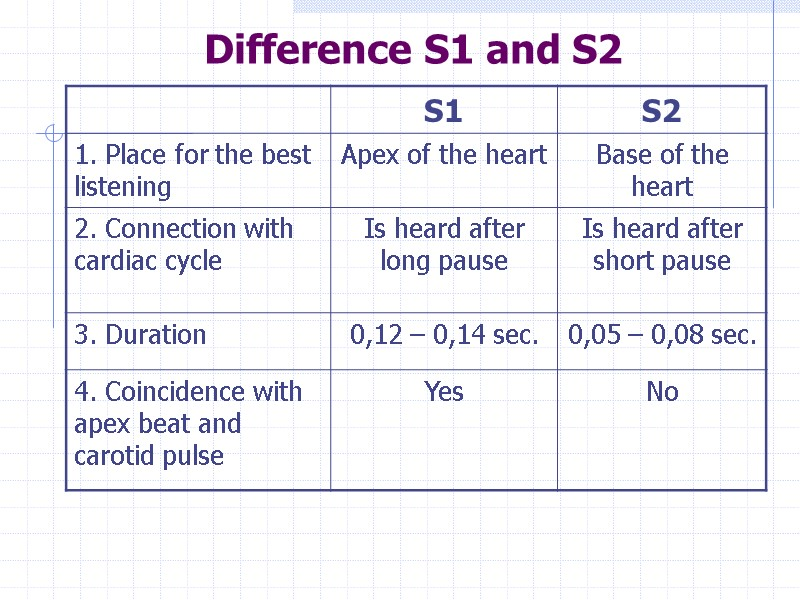 Difference S1 and S2
S1 S2
1. Place for the best Apex of the heart Base of the
listening heart
2. Connection with Is heard after Is heard after
cardiac cycle long pause short pause
3. Duration 0,12 – 0,14 sec. 0,05 – 0,08 sec.
4. Coincidence with Yes No
apex beat and
carotid pulse